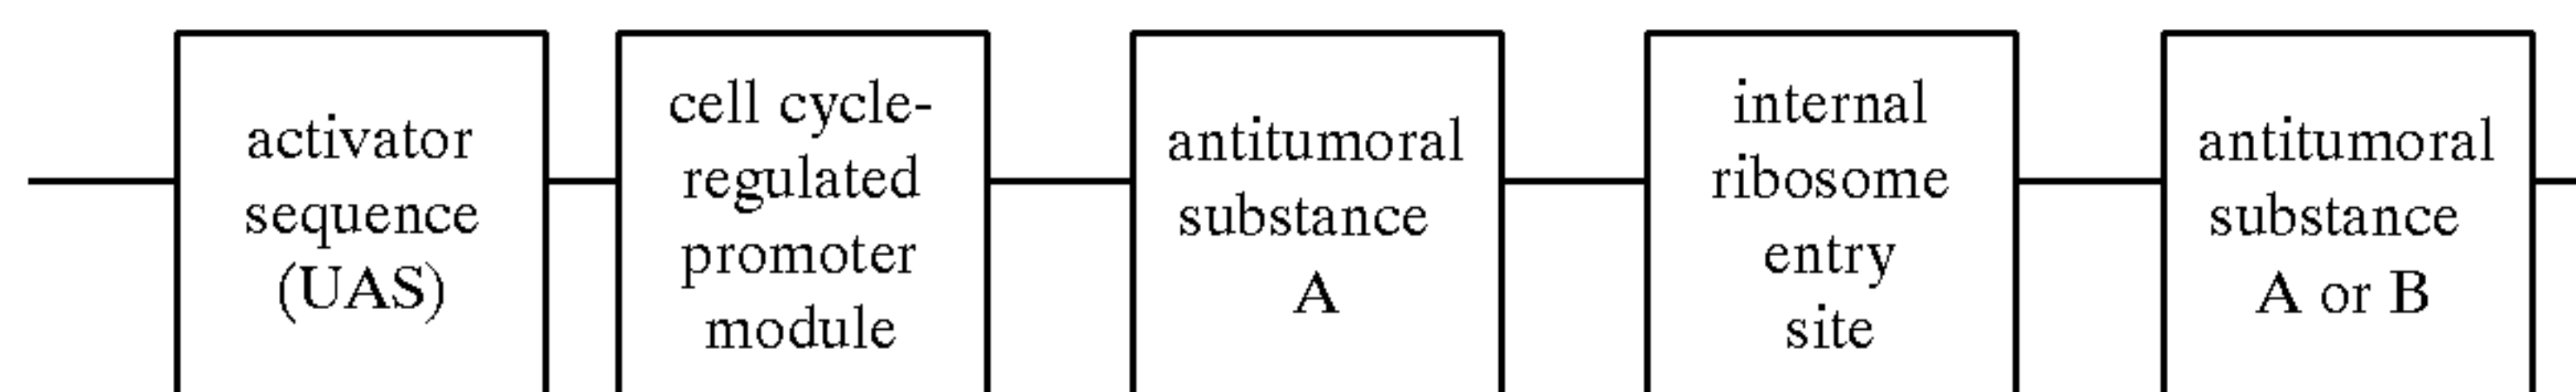 activator
sequence
(UAS)
cell cycle-
regulated
promoter
module
antitumoral
substance
A
internal
ribosome
entry
site
antitumoral
substance
A or B